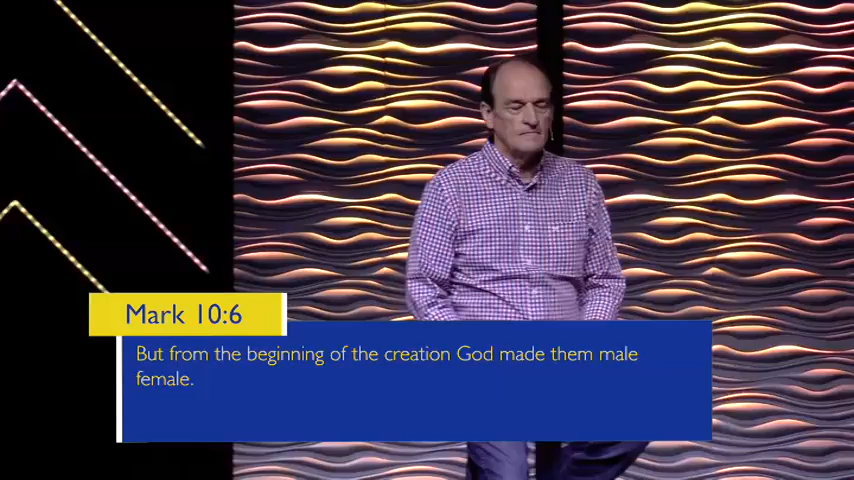 Mark 10:6
But from the beginning of the creation God made them male
female.